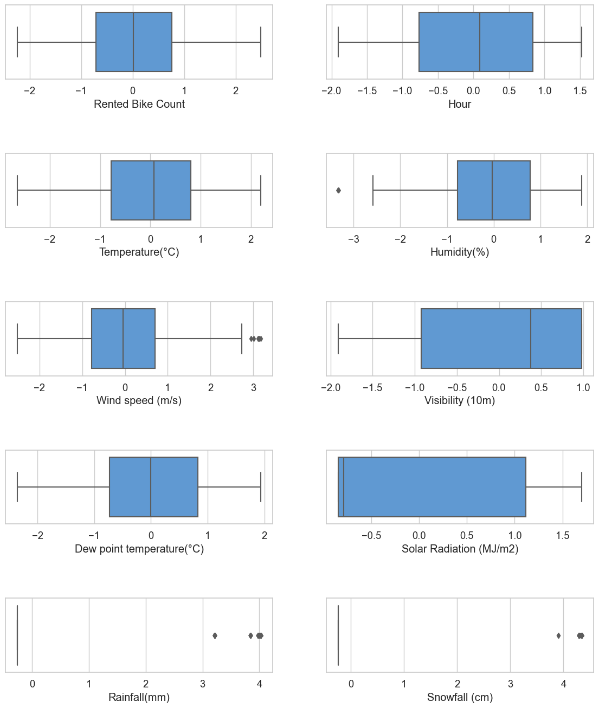 −2 −1 0 1 2
Rented Bike Count
−2.0 −1.5 −1.0 −0.5 0.0 0.5 1.0 1.5
Hour
−2 −1 0 1 2
Temperature(°C)
−3 −2 −1 0 1 2
Humidity(%)
−2 −1 0 1 2 3
Wind speed (m/s)
−2.0 −1.5 −1.0 −0.5 0.0 0.5 1.0
Visibility (10m)
−2 −1 0 1 2
Dew point temperature(°C)
−0.5 0.0 0.5 1.0 1.5
Solar Radiation (MJ/m2)
0 1 2 3 4
Rainfall(mm)
0 1 2 3 4
Snowfall (cm)